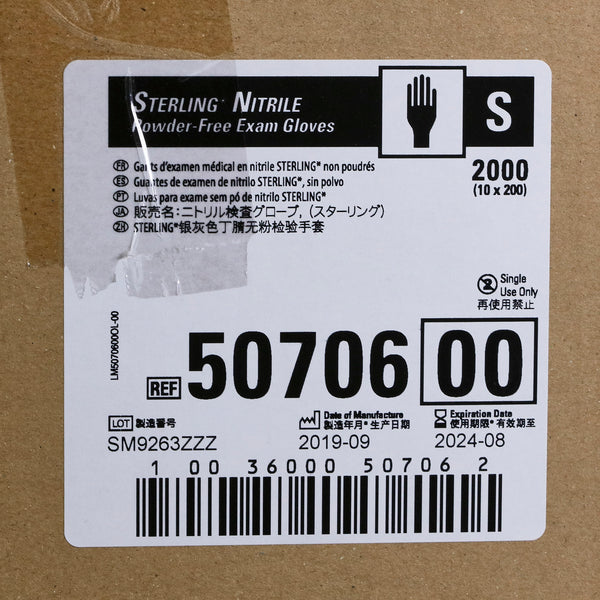 STERLING* NITRILE
Powder-Free Exam Gloves
S
FR Gants d'examen médical en nitrile STERLING* non poudrés
ES Guantes de examen de nitrilo STERLING*, sin polvo
PT Luvas para exame sem pó de nitrilo STERLING*
JA 販売名:ニトリル検査グローブ, (スターリング)
ZH STERLING*银灰色丁腈无粉检验手套
2000
(10 x 200)
2 Single
Use Only
再使用禁止
LM5070600OL-00
REF 50706 00
LOT 製造番号
SM9263ZZZ
Date of Manufacture
製造年月* 生产日期
2019-09
Expiration Date
使用期限* 有效期至
2024-08
1 00 36000 50706 2